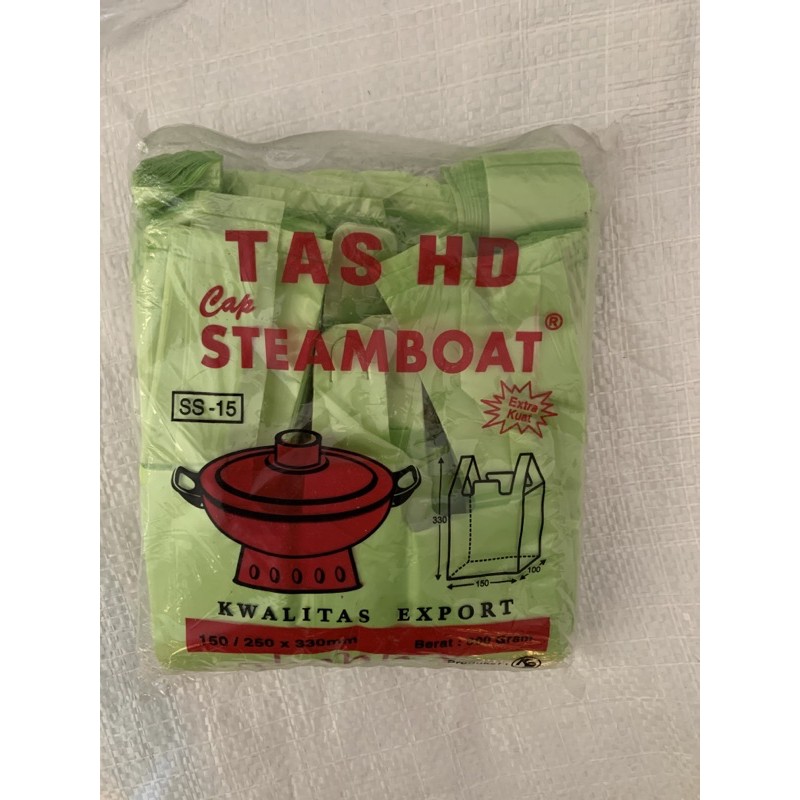 TAS HD
Cap
STEAMBOAT ®
SS -15
Extra
Kuat
330
100
150
KWALITAS EXPORT
150 / 250 x 330mm Berat : Gram